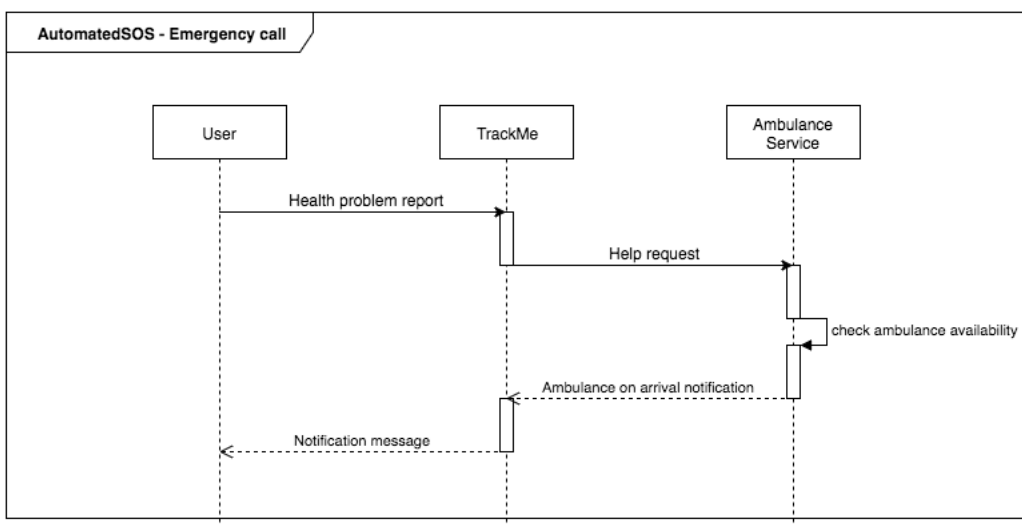 AutomatedSOS - Emergency call
User
TrackMe
Ambulance
Service
Health problem report
Help request
check ambulance availability
Ambulance on arrival notification
Notification message